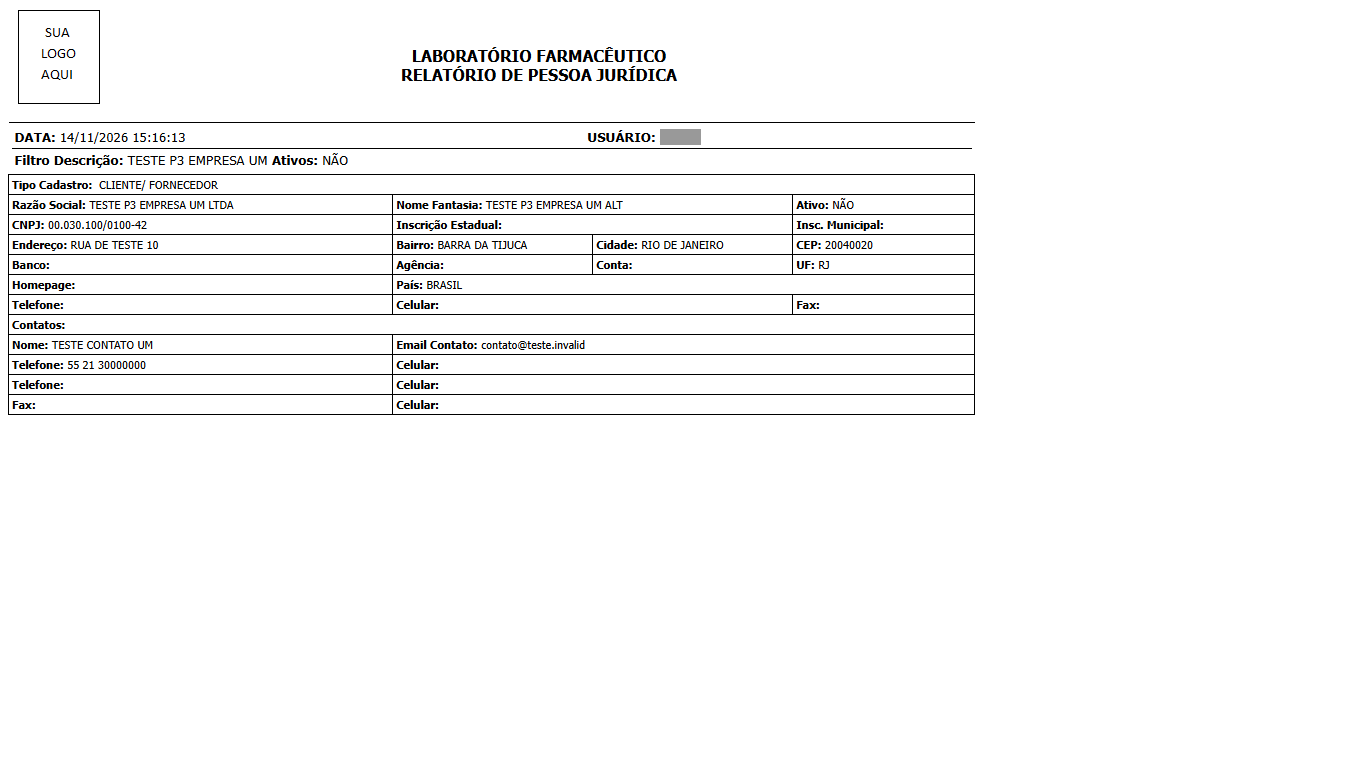 SUA
LOGO
AQUI
LABORATÓRIO FARMACÊUTICO
RELATÓRIO DE PESSOA JURÍDICA
DATA: 14/11/2026 15:16:13 USUÁRIO:
Filtro Descrição: TESTE P3 EMPRESA UM Ativos: NÃO
Tipo Cadastro: CLIENTE/ FORNECEDOR
Razão Social: TESTE P3 EMPRESA UM LTDA Nome Fantasia: TESTE P3 EMPRESA UM ALT Ativo: NÃO
CNPJ: 00.030.100/0100-42 Inscrição Estadual: Insc. Municipal:
Endereço: RUA DE TESTE 10 Bairro: BARRA DA TIJUCA Cidade: RIO DE JANEIRO CEP: 20040020
Banco: Agência: Conta: UF: RJ
Homepage: País: BRASIL
Telefone: Celular: Fax:
Contatos:
Nome: TESTE CONTATO UM Email Contato: contato@teste.invalid
Telefone: 55 21 30000000 Celular:
Telefone: Celular:
Fax: Celular: